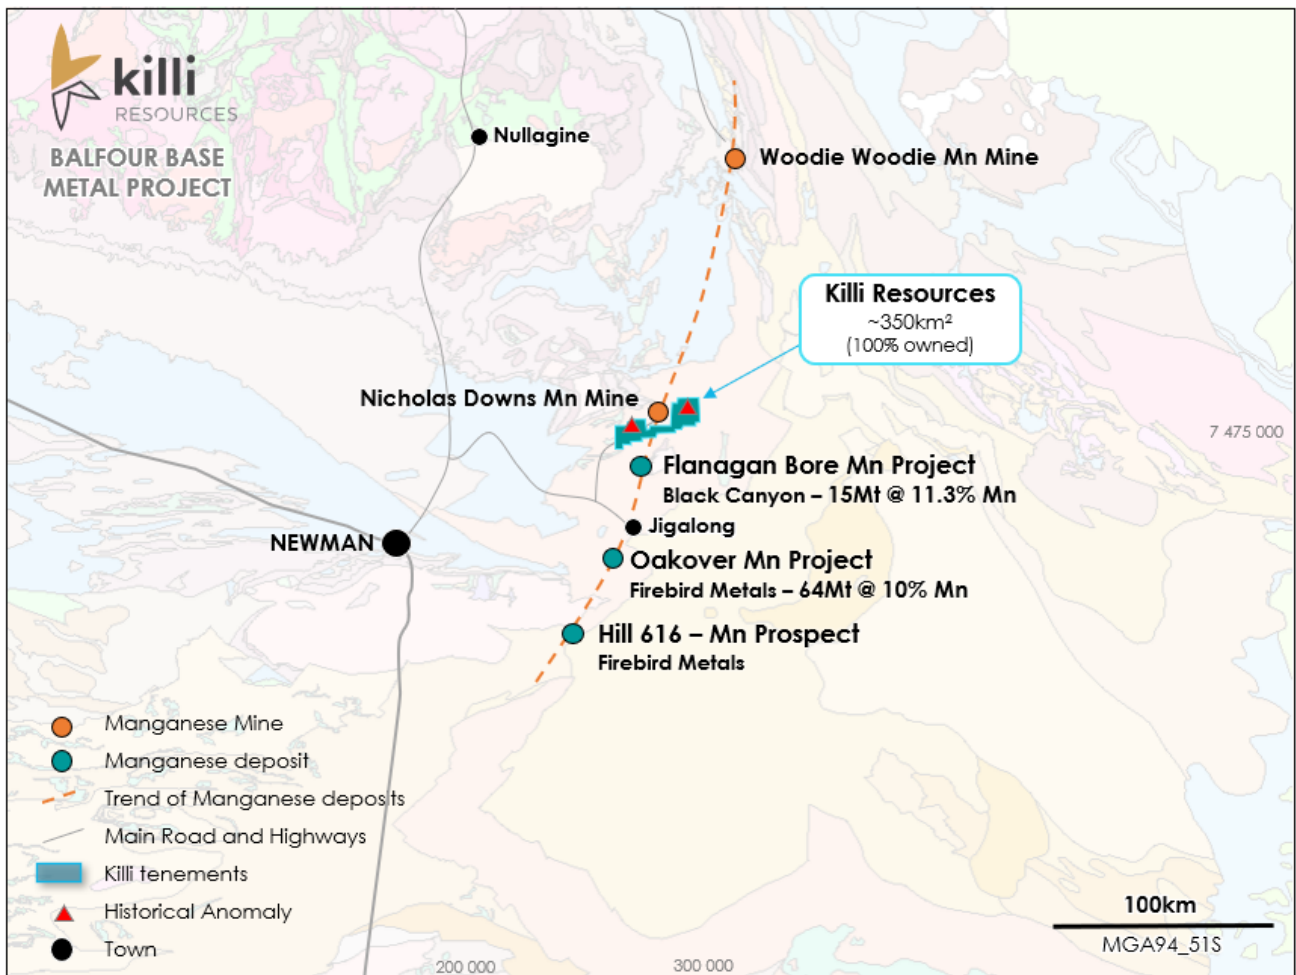 killi
RESOURCES
BALFOUR BASE
METAL PROJECT
Nullagine
Woodie Woodie Mn Mine
Killi Resources
~350km²
(100% owned)
Nicholas Downs Mn Mine
7 475 000
Flanagan Bore Mn Project
Black Canyon – 15Mt @ 11.3% Mn
Jigalong
NEWMAN
Oakover Mn Project
Firebird Metals – 64Mt @ 10% Mn
Hill 616 – Mn Prospect
Firebird Metals
Manganese Mine
Manganese deposit
Trend of Manganese deposits
Main Road and Highways
Killi tenements
Historical Anomaly
Town
100km
MGA94_51S
200 000
300 000